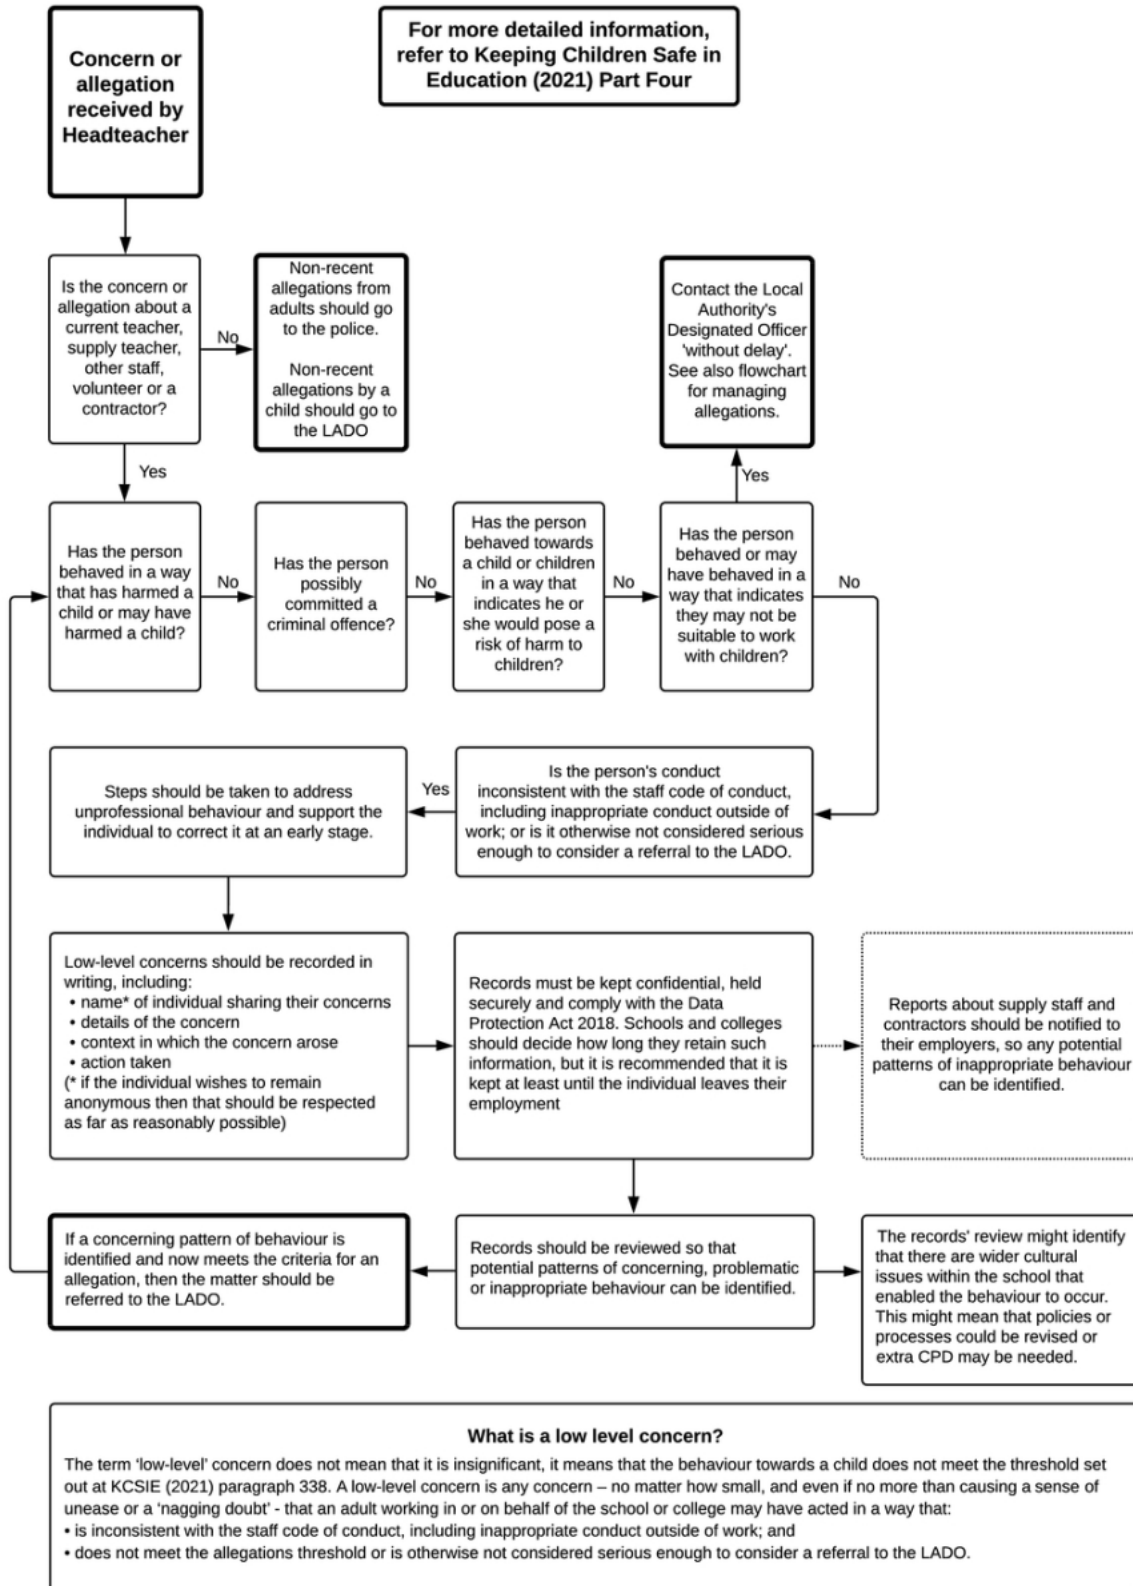 Concern or
allegation
received by
Headteacher
For more detailed information,
refer to Keeping Children Safe in
Education (2021) Part Four
Is the concern or
allegation about a
current teacher,
supply teacher,
other staff,
volunteer or a
contractor?
No
Non-recent
allegations from
adults should go
to the police.
Non-recent
allegations by a
child should go to
the LADO
Contact the Local
Authority's
Designated Officer
'without delay'.
See also flowchart
for managing
allegations.
Yes
Yes
Has the person
behaved in a way
that has harmed a
child or may have
harmed a child?
No
Has the person
possibly
committed a
criminal offence?
No
Has the person
behaved towards
a child or children
in a way that
indicates he or
she would pose a
risk of harm to
children?
No
Has the person
behaved or may
have behaved in a
way that indicates
they may not be
suitable to work
with children?
No
Steps should be taken to address
unprofessional behaviour and support the
individual to correct it at an early stage.
Yes
Is the person's conduct
inconsistent with the staff code of conduct,
including inappropriate conduct outside of
work; or is it otherwise not considered serious
enough to consider a referral to the LADO.
Low-level concerns should be recorded in
writing, including:
• name* of individual sharing their concerns
• details of the concern
• context in which the concern arose
• action taken
(* if the individual wishes to remain
anonymous then that should be respected
as far as reasonably possible)
Records must be kept confidential, held
securely and comply with the Data
Protection Act 2018. Schools and colleges
should decide how long they retain such
information, but it is recommended that it is
kept at least until the individual leaves their
employment
Reports about supply staff and
contractors should be notified to
their employers, so any potential
patterns of inappropriate behaviour
can be identified.
If a concerning pattern of behaviour is
identified and now meets the criteria for an
allegation, then the matter should be
referred to the LADO.
Records should be reviewed so that
potential patterns of concerning, problematic
or inappropriate behaviour can be identified.
The records' review might identify
that there are wider cultural
issues within the school that
enabled the behaviour to occur.
This might mean that policies or
processes could be revised or
extra CPD may be needed.
What is a low level concern?
The term 'low-level' concern does not mean that it is insignificant, it means that the behaviour towards a child does not meet the threshold set
out at KCSIE (2021) paragraph 338. A low-level concern is any concern – no matter how small, and even if no more than causing a sense of
unease or a 'nagging doubt' - that an adult working in or on behalf of the school or college may have acted in a way that:
• is inconsistent with the staff code of conduct, including inappropriate conduct outside of work; and
• does not meet the allegations threshold or is otherwise not considered serious enough to consider a referral to the LADO.